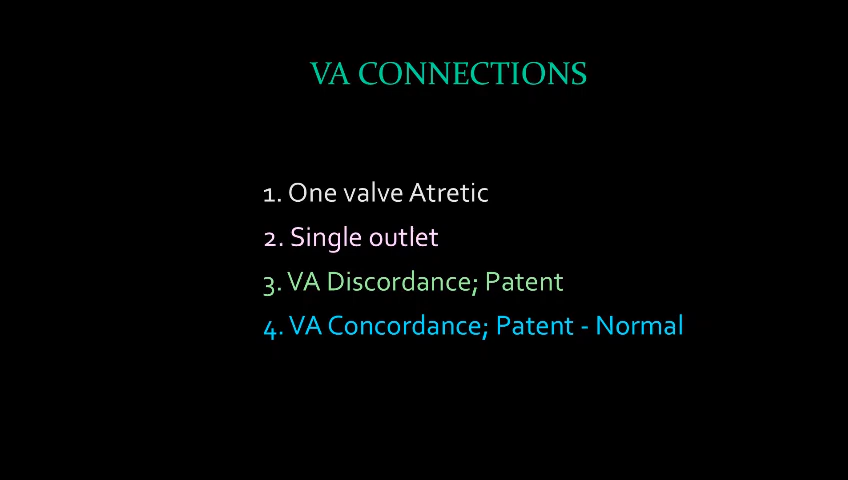 VA CONNECTIONS
1. One valve Atretic
2. Single outlet
3. VA Discordance; Patent
4. VA Concordance; Patent - Normal